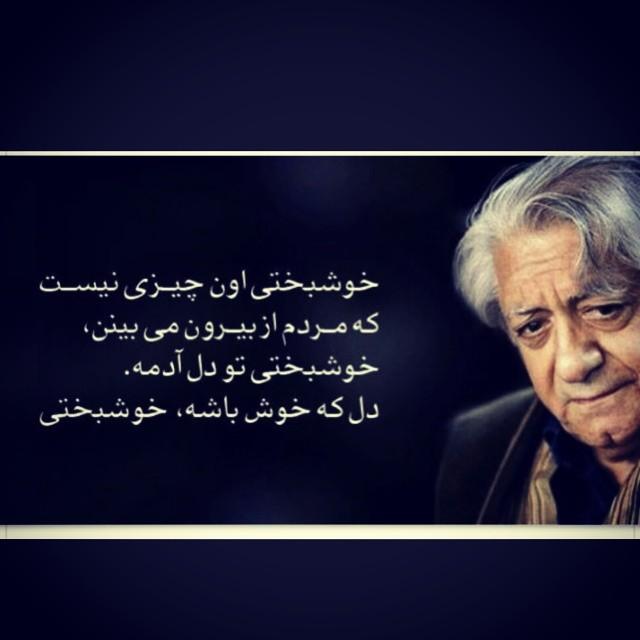 خوشبختی اون چیزی نیست
که مردم از بیرون می بینن،
خوشبختی تو دل آدمه.
دل که خوش باشه، خوشبختی